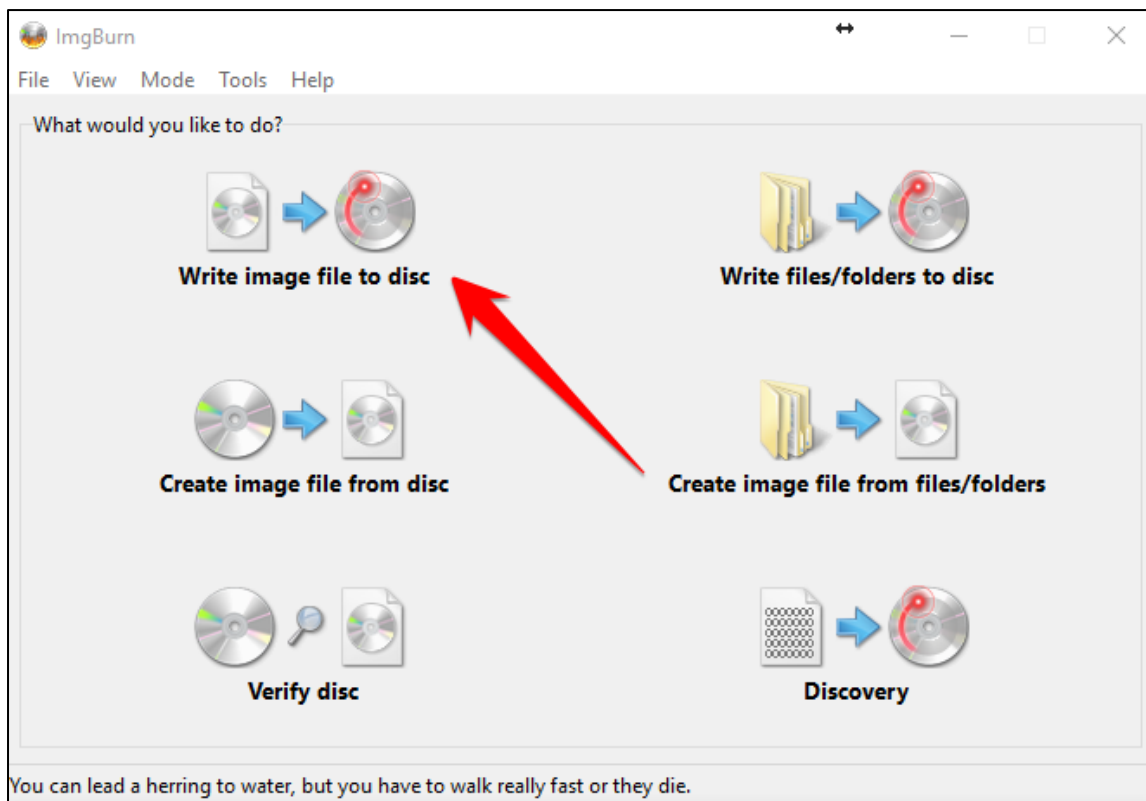 ImgBurn
File View Mode Tools Help
What would you like to do?
Write image file to disc
Write files/folders to disc
Create image file from disc
Create image file from files/folders
Verify disc
Discovery
You can lead a herring to water, but you have to walk really fast or they die.